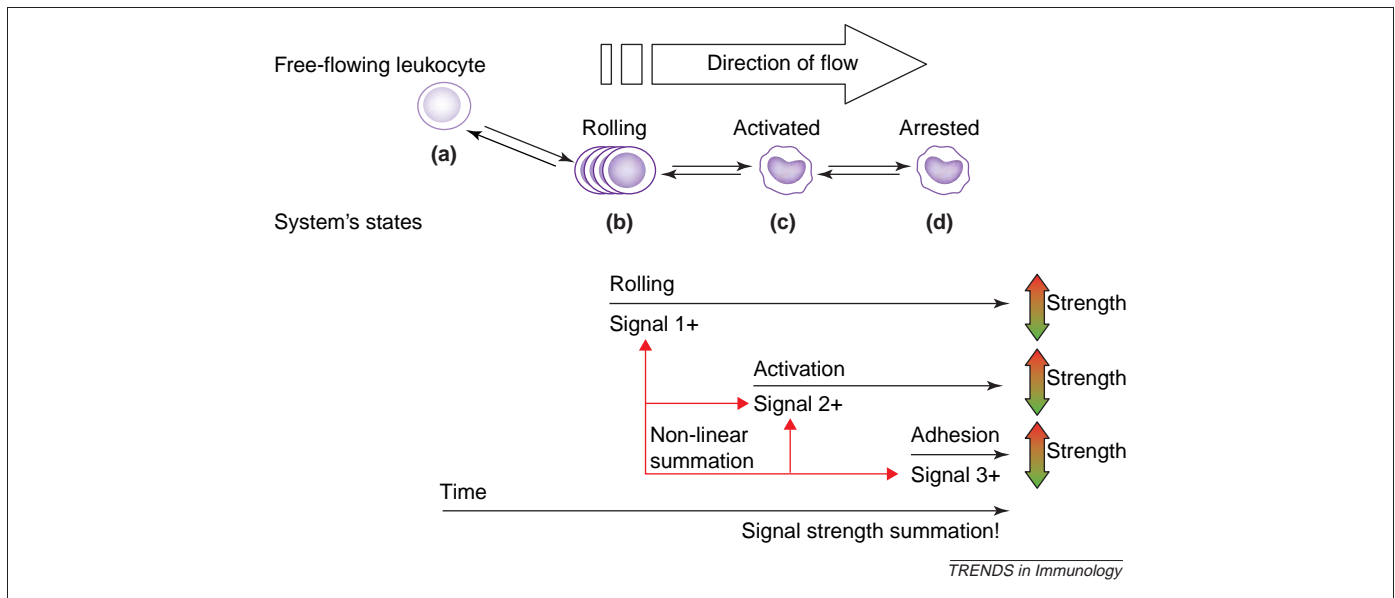 Free-flowing leukocyte
Direction of flow
Rolling
Activated
Arrested
(a)
System's states
(b)
(c)
(d)
Rolling
Strength
Signal 1+
Activation
Strength
Signal 2+
Non-linear
summation
Adhesion
Strength
Signal 3+
Time
Signal strength summation!
TRENDS in Immunology